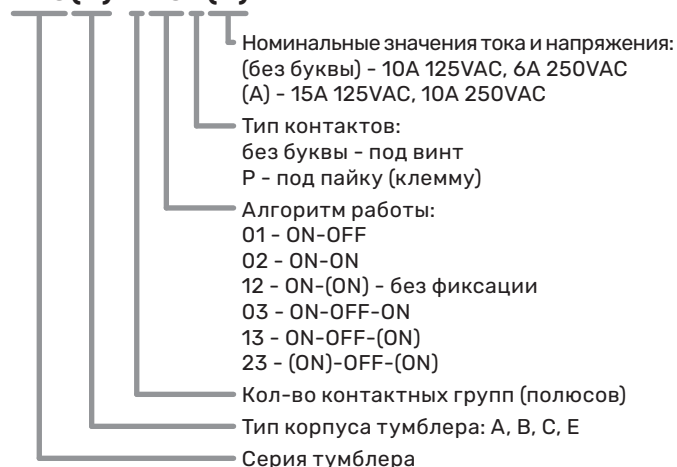 Номинальные значения тока и напряжения:
(без буквы) - 10A 125VAC, 6A 250VAC
(A) - 15A 125VAC, 10A 250VAC
Тип контактов:
без буквы - под винт
P - под пайку (клемму)
Алгоритм работы:
01 - ON-OFF
02 - ON-ON
12 - ON-(ON) - без фиксации
03 - ON-OFF-ON
13 - ON-OFF-(ON)
23 - (ON)-OFF-(ON)
Кол-во контактных групп (полюсов)
Тип корпуса тумблера: A, B, C, E
Серия тумблера